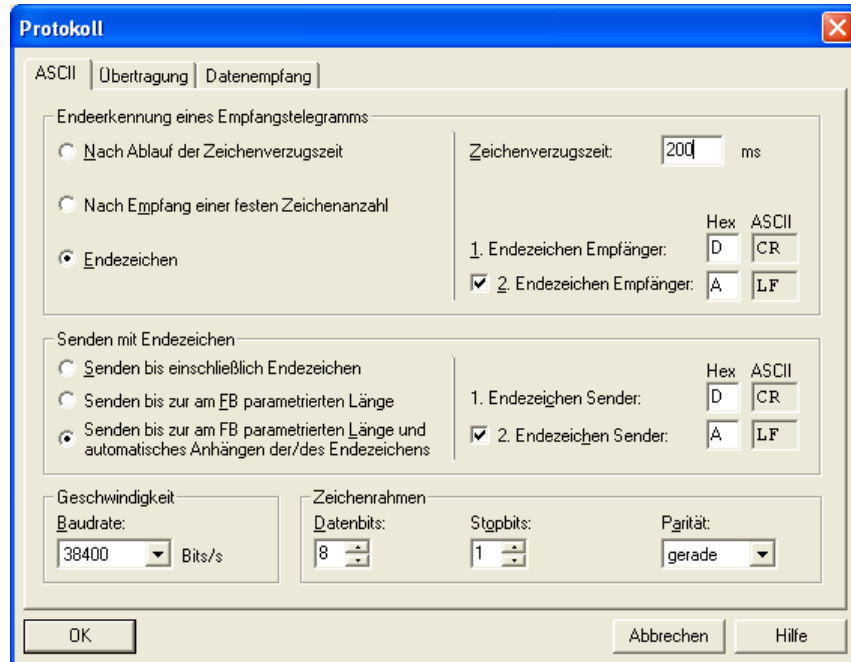 Protokoll
ASCII Übertragung Datenempfang
Endeerkennung eines Empfangstelegramms
Nach Ablauf der Zeichenverzugszeit
Zeichenverzugszeit: 200 ms
Nach Empfang einer festen Zeichenanzahl
Hex ASCII
Endezeichen
1. Endezeichen Empfänger: D CR
2. Endezeichen Empfänger: A LF
Senden mit Endezeichen
Senden bis einschließlich Endezeichen
Hex ASCII
Senden bis zur am FB parametrierten Länge
1. Endezeichen Sender: D CR
Senden bis zur am FB parametrierten Länge und
automatisches Anhängen der/des Endezeichens
2. Endezeichen Sender: A LF
Geschwindigkeit
Baudrate:
38400 Bits/s
Zeichenrahmen
Datenbits: Stopbits: Parität:
8 1 gerade
OK Abbrechen Hilfe